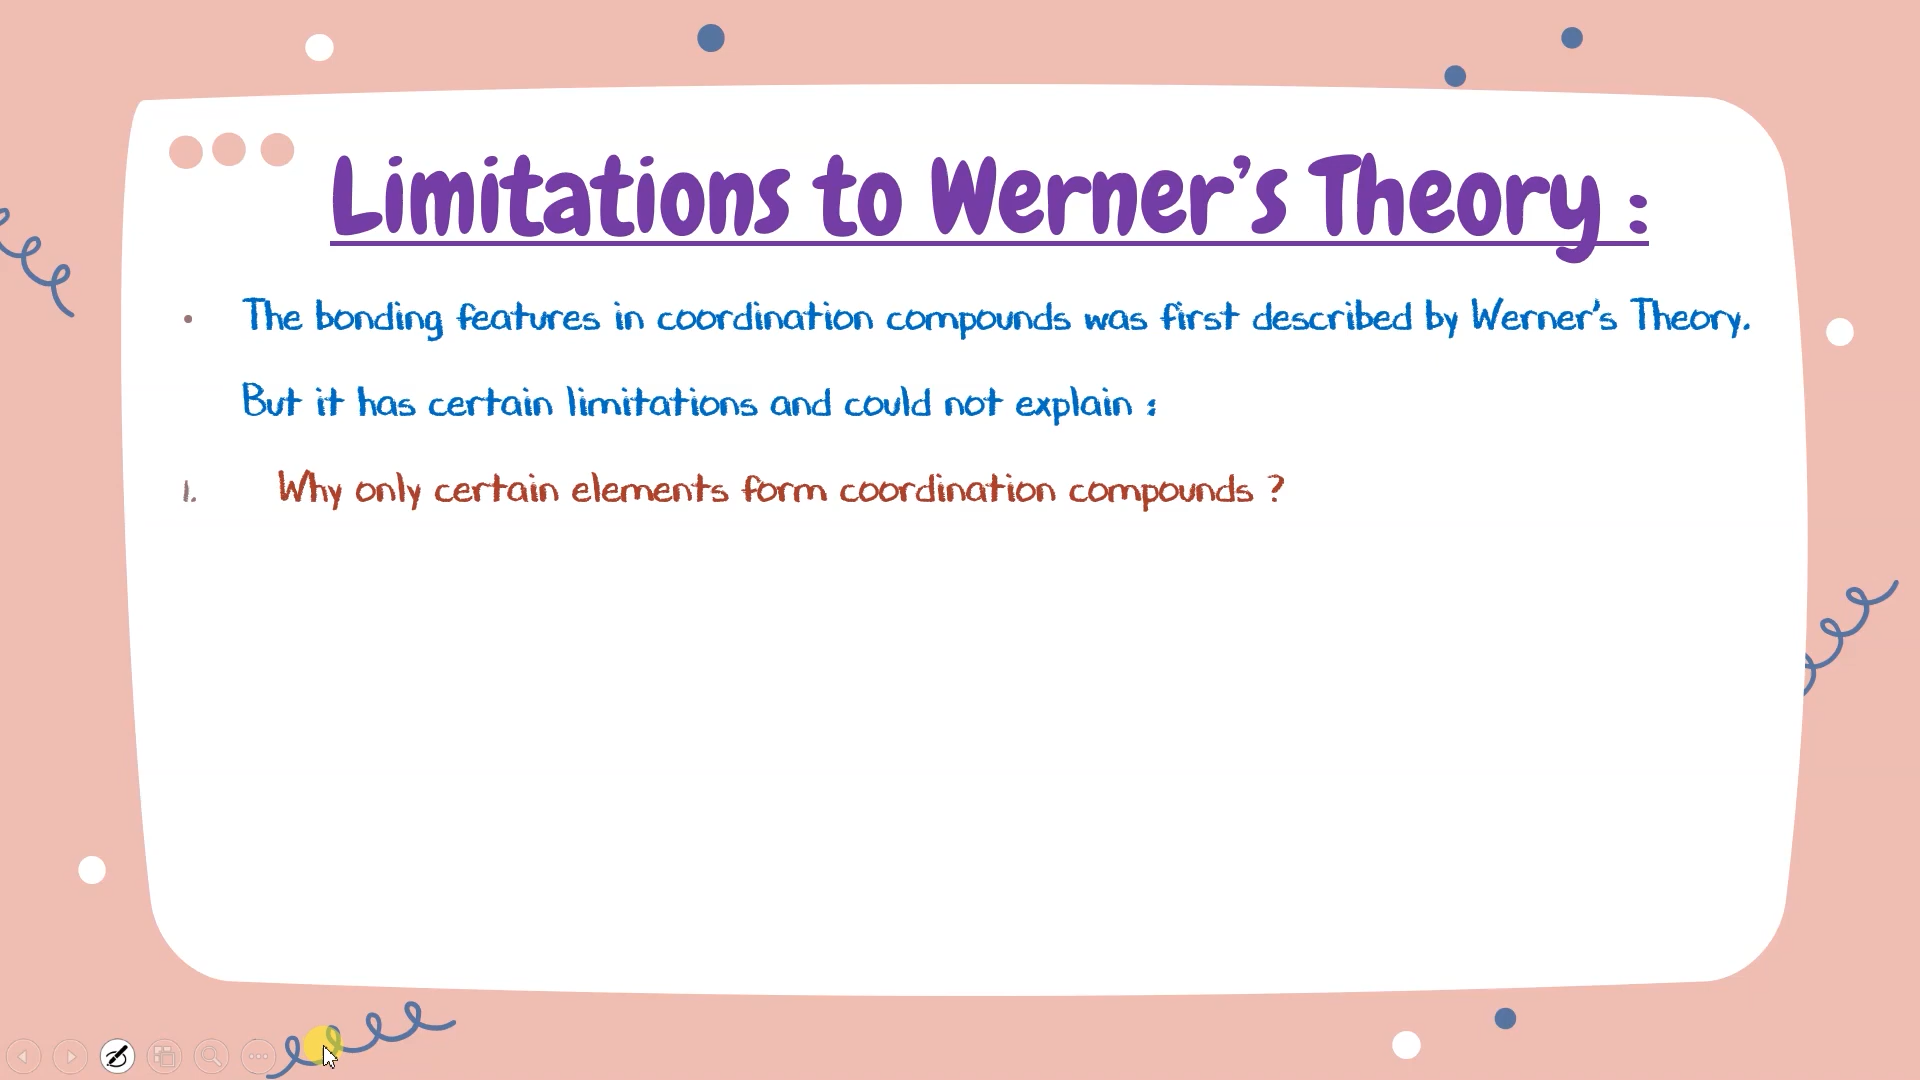 Limitations to Werner's Theory :
• The bonding features in coordination compounds was first described by Werner's Theory.
But it has certain limitations and could not explain :
1. Why only certain elements form coordination compounds ?